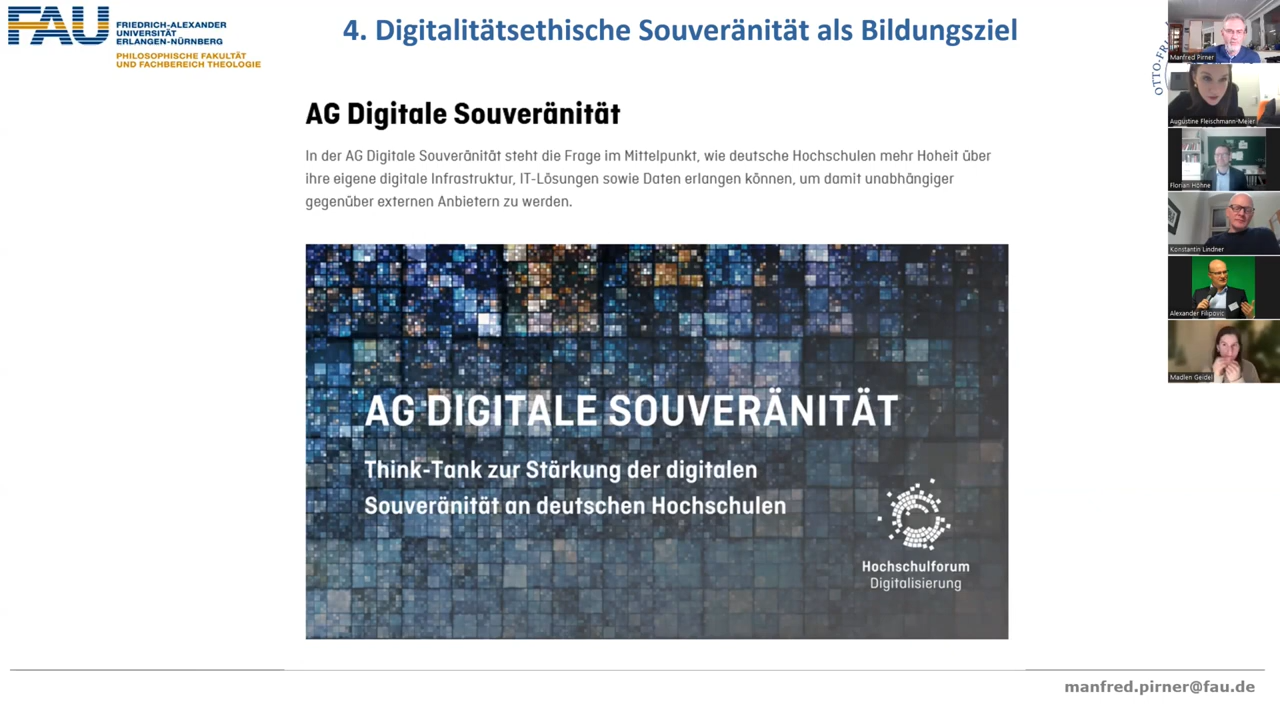 FAU
FRIEDRICH-ALEXANDER
UNIVERSITÄT
ERLANGEN-NÜRNBERG
PHILOSOPHISCHE FAKULTÄT
UND FACHBEREICH THEOLOGIE
4. Digitalitätsethische Souveränität als Bildungsziel
AG Digitale Souveränität
In der AG Digitale Souveränität steht die Frage im Mittelpunkt, wie deutsche Hochschulen mehr Hoheit über
ihre eigene digitale Infrastruktur, IT-Lösungen sowie Daten erlangen können, um damit unabhängiger
gegenüber externen Anbietern zu werden.
AG DIGITALE SOUVERÄNITÄT
Think-Tank zur Stärkung der digitalen
Souveränität an deutschen Hochschulen
Hochschulforum
Digitalisierung
OTTO-FRI
Manfred Pirner
Augustine Fleischmann-Meier
Florian Höhne
Konstantin Lindner
Alexander Filipovic
Madlen Geidel
manfred.pirner@fau.de